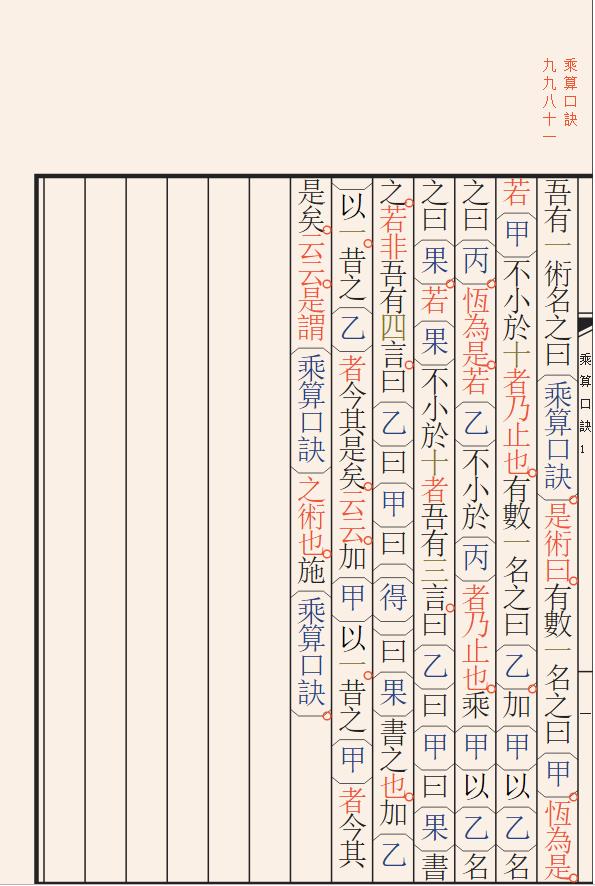 乘算口訣
九九八十一
乘算口訣1
一
吾有一術名之曰〔乘算口訣〕。是術曰。有數一名之曰〔甲〕。恆為是。
若〔甲〕不小於十者乃止也。有數一名之曰〔乙〕。加〔甲〕以〔乙〕名
之曰〔丙〕。恆為是。若〔乙〕不小於〔丙〕者乃止也。乘〔甲〕以〔乙〕名
之曰〔果〕。若〔果〕不小於十者吾有三言。曰〔乙〕曰〔甲〕曰〔果〕書
之。若非吾有四言。曰〔乙〕曰〔甲〕曰〔得〕曰〔果〕書之也。加〔乙〕
以一。昔之〔乙〕者今其是矣。云云。加〔甲〕以一。昔之〔甲〕者今其
是矣。云云。是謂〔乘算口訣〕之術也。施〔乘算口訣〕。